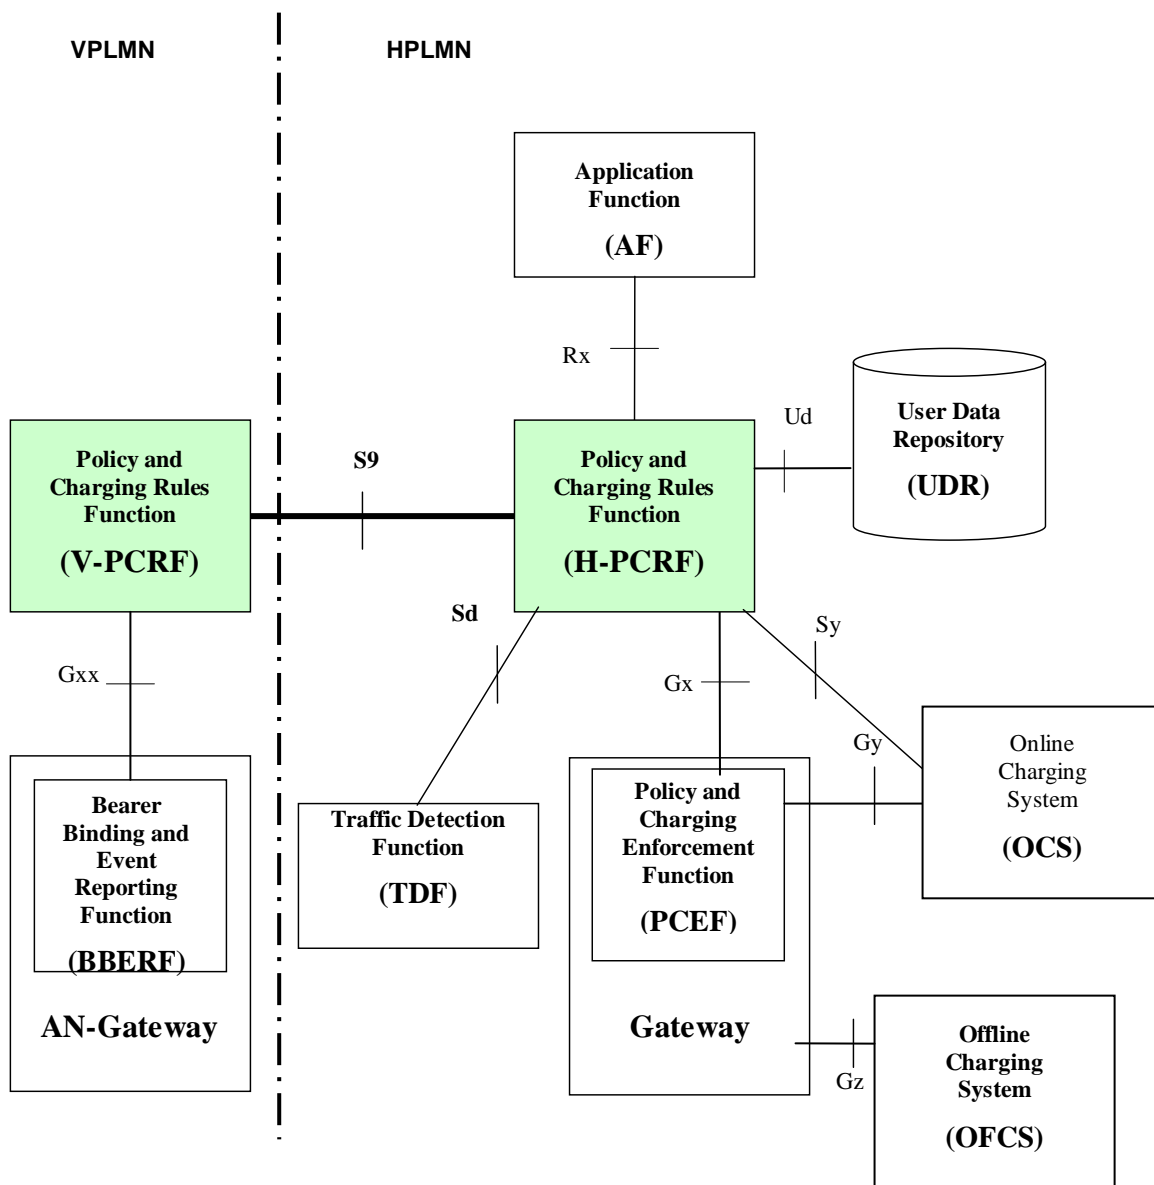 VPLMN
HPLMN
Application
Function
(AF)
Rx
Ud
User Data
Repository
(UDR)
Policy and
Charging Rules
Function
(V-PCRF)
S9
Policy and
Charging Rules
Function
(H-PCRF)
Gxx
Sd
Gx
Sy
Gy
Bearer
Binding and
Event
Reporting
Function
(BBERF)
AN-Gateway
Traffic Detection
Function
(TDF)
Policy and
Charging
Enforcement
Function
(PCEF)
Gateway
Online
Charging
System
(OCS)
Gz
Offline
Charging
System
(OFCS)